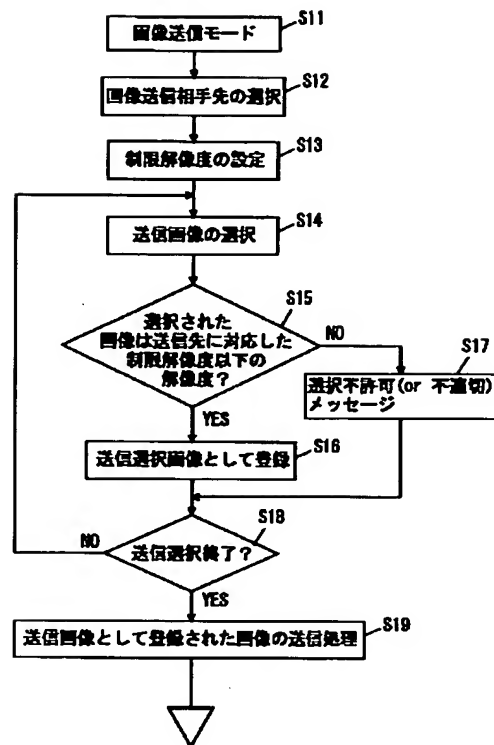 S11
画像送信モード
S12
画像送信相手先の選択
S13
制限解像度の設定
S14
送信画像の選択
S15
選択された
画像は送信先に対応した
制限解像度以下の
解像度？
NO
S17
選択不許可(or 不適切)
メッセージ
YES
S16
送信選択画像として登録
S18
NO
送信選択終了？
YES
S19
送信画像として登録された画像の送信処理